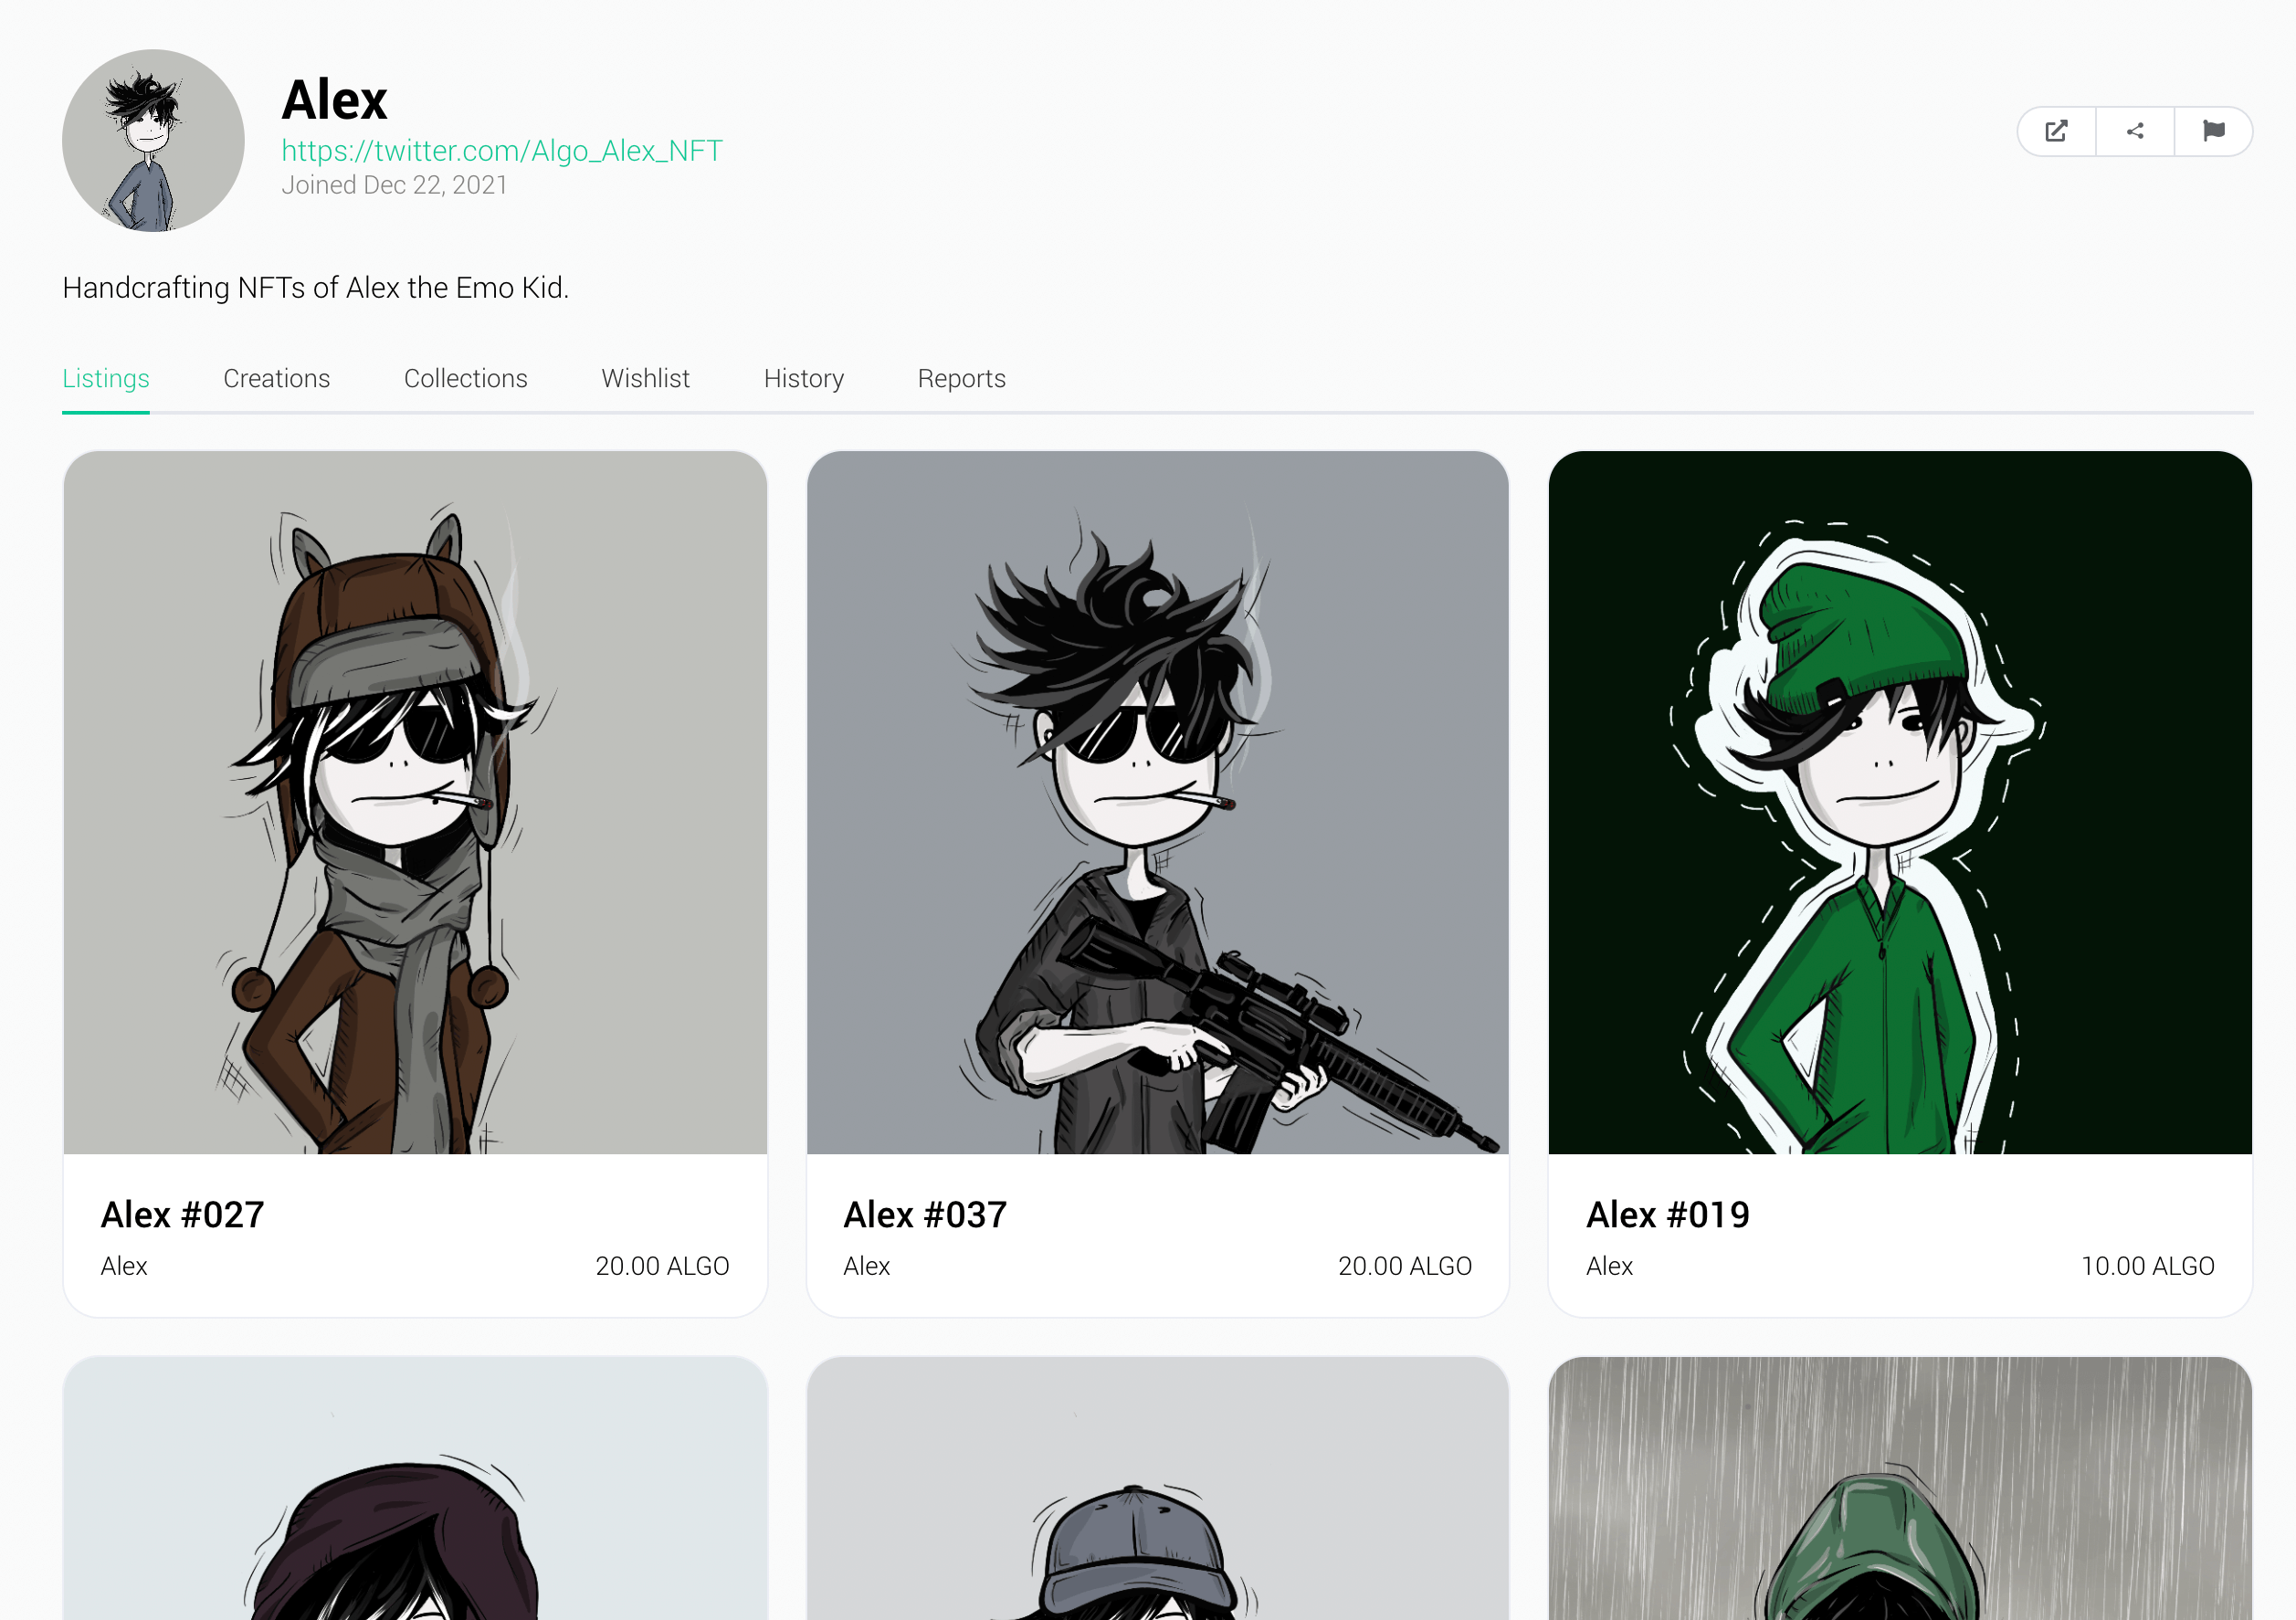 Alex
https://twitter.com/Algo_Alex_NFT
Joined Dec 22, 2021
Handcrafting NFTs of Alex the Emo Kid.
Listings Creations Collections Wishlist History Reports
Alex #027
Alex 20.00 ALGO
Alex #037
Alex 20.00 ALGO
Alex #019
Alex 10.00 ALGO